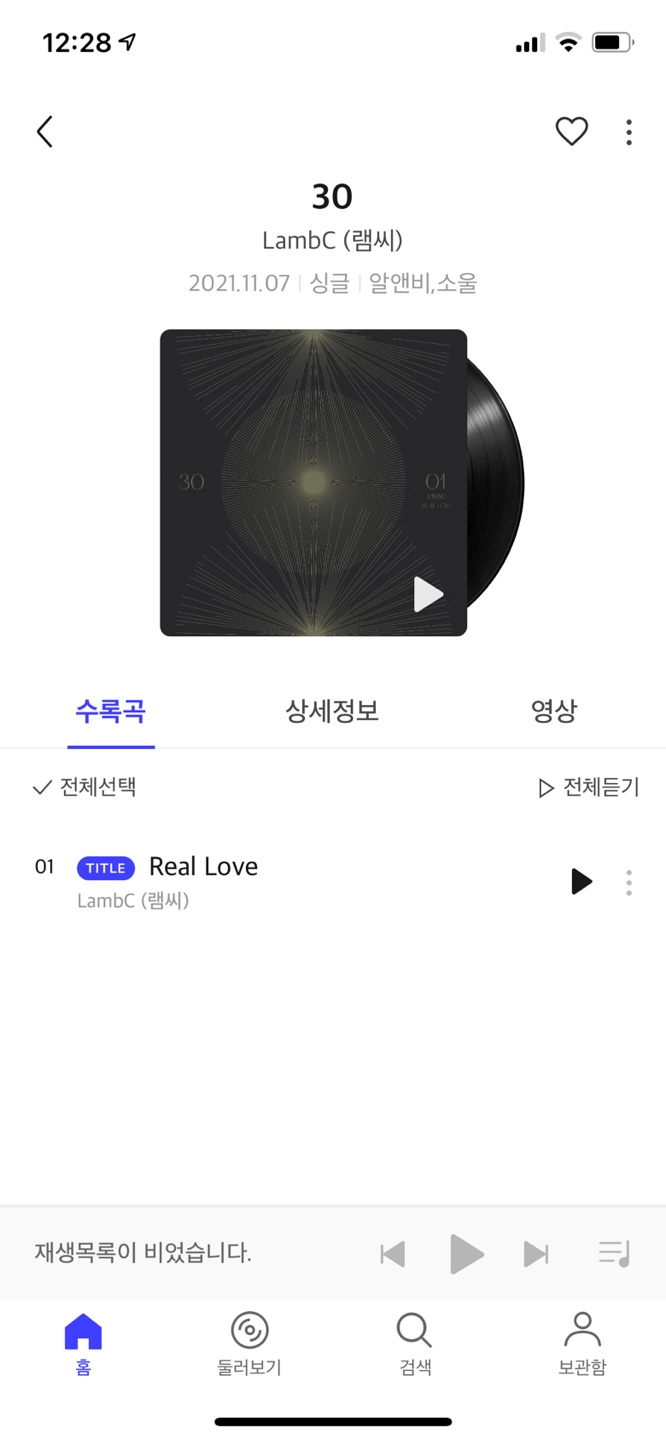 12:28
30
LambC (램씨)
2021.11.07 | 싱글 | 알앤비,소울
30
01
LAMBC
REAL LOVE
수록곡 상세정보 영상
전체선택 전체듣기
01 TITLE Real Love
LambC (램씨)
재생목록이 비었습니다.
홈 둘러보기 검색 보관함